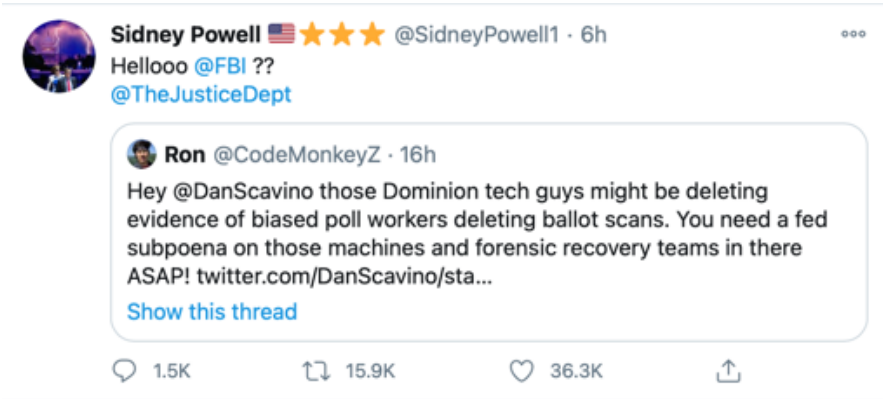 Sidney Powell 🇺🇸⭐⭐⭐ @SidneyPowell1 · 6h
Hellooo @FBI ??
@TheJusticeDept
Ron @CodeMonkeyZ · 16h
Hey @DanScavino those Dominion tech guys might be deleting
evidence of biased poll workers deleting ballot scans. You need a fed
subpoena on those machines and forensic recovery teams in there
ASAP! twitter.com/DanScavino/sta...
Show this thread
1.5K 15.9K 36.3K